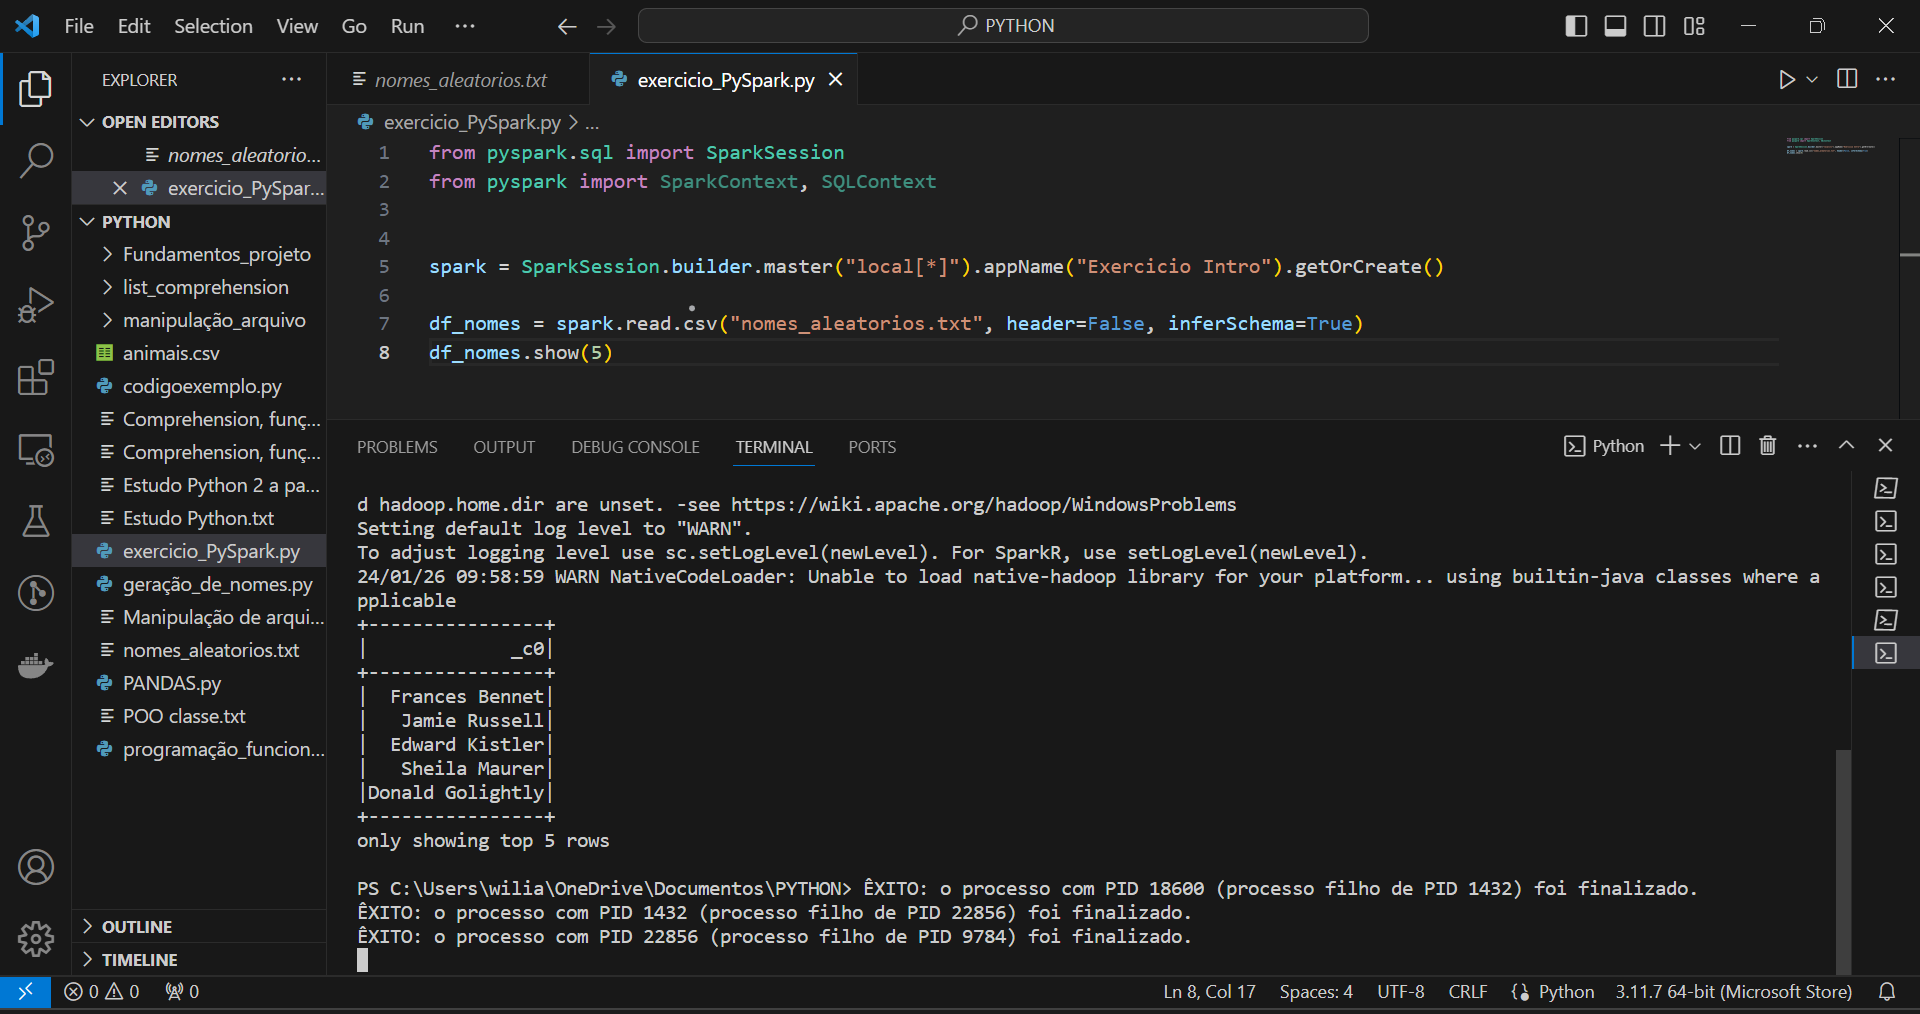 File Edit Selection View Go Run ···
PYTHON
EXPLORER ···
OPEN EDITORS
nomes_aleatorio...
exercicio_PySpar...
PYTHON
Fundamentos_projeto
list_comprehension
manipulação_arquivo
animais.csv
codigoexemplo.py
Comprehension, funç...
Comprehension, funç...
Estudo Python 2 a pa...
Estudo Python.txt
exercicio_PySpark.py
geração_de_nomes.py
Manipulação de arqui...
nomes_aleatorios.txt
PANDAS.py
POO classe.txt
programação_funcion...
OUTLINE
TIMELINE
nomes_aleatorios.txt
exercicio_PySpark.py
exercicio_PySpark.py > ...
1 from pyspark.sql import SparkSession
2 from pyspark import SparkContext, SQLContext
3
4
5 spark = SparkSession.builder.master("local[*]").appName("Exercicio Intro").getOrCreate()
6
7 df_nomes = spark.read.csv("nomes_aleatorios.txt", header=False, inferSchema=True)
8 df_nomes.show(5)
PROBLEMS OUTPUT DEBUG CONSOLE TERMINAL PORTS
Python
d hadoop.home.dir are unset. -see https://wiki.apache.org/hadoop/WindowsProblems
Setting default log level to "WARN".
To adjust logging level use sc.setLogLevel(newLevel). For SparkR, use setLogLevel(newLevel).
24/01/26 09:58:59 WARN NativeCodeLoader: Unable to load native-hadoop library for your platform... using builtin-java classes where a
pplicable
+----------------+
|             _c0|
+----------------+
|  Frances Bennet|
|   Jamie Russell|
|  Edward Kistler|
|   Sheila Maurer|
|Donald Golightly|
+----------------+
only showing top 5 rows
PS C:\Users\wilia\OneDrive\Documentos\PYTHON> ÊXITO: o processo com PID 18600 (processo filho de PID 1432) foi finalizado.
ÊXITO: o processo com PID 1432 (processo filho de PID 22856) foi finalizado.
ÊXITO: o processo com PID 22856 (processo filho de PID 9784) foi finalizado.
0 0 0
Ln 8, Col 17 Spaces: 4 UTF-8 CRLF Python 3.11.7 64-bit (Microsoft Store)